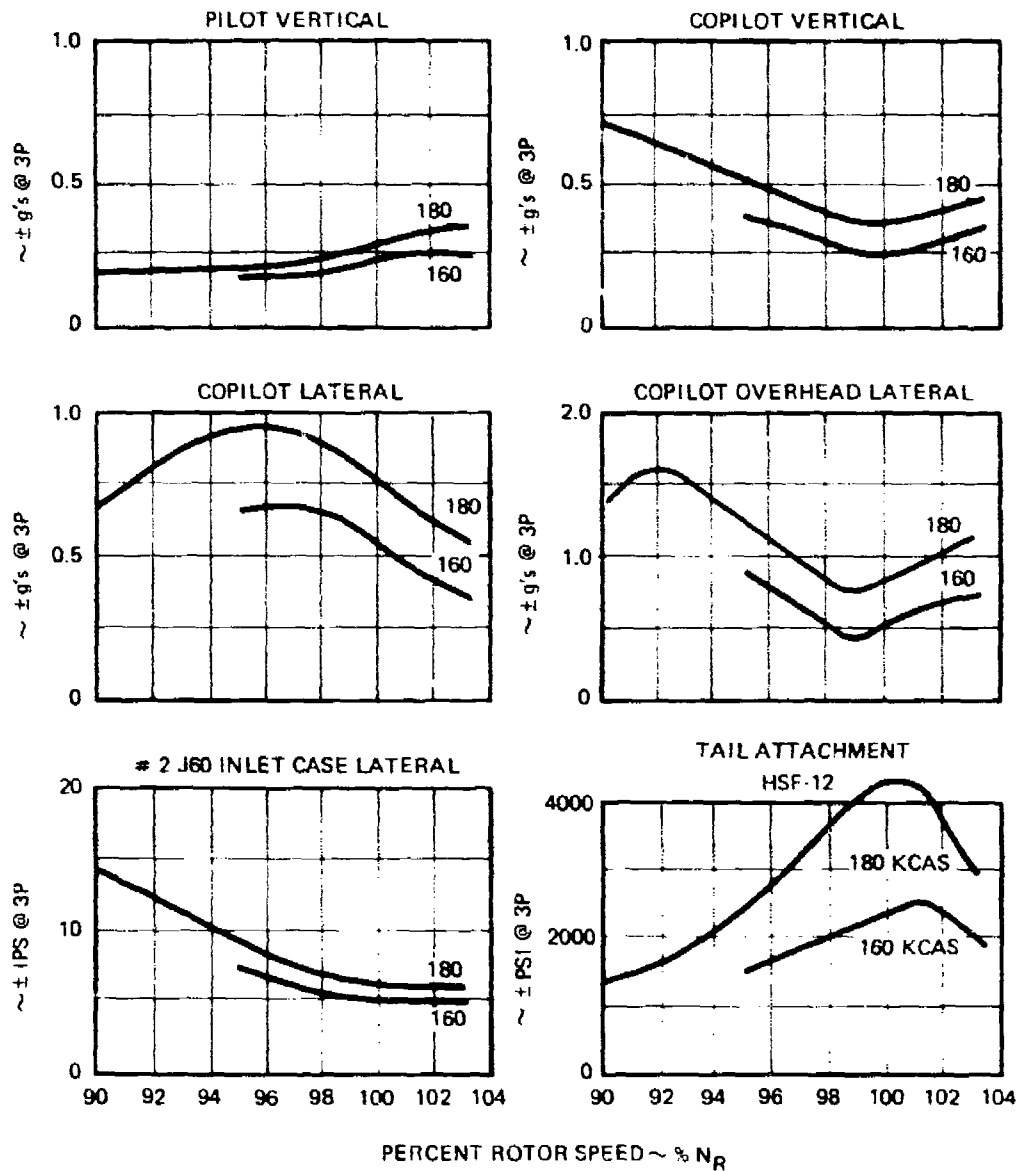 PILOT VERTICAL
1.0
0.5
0
~ ± g's @ 3P
180
160
COPILOT VERTICAL
1.0
0.5
0
~ ± g's @ 3P
180
160
COPILOT LATERAL
1.0
0.5
0
~ ± g's @ 3P
180
160
COPILOT OVERHEAD LATERAL
2.0
1.0
0
~ ± g's @ 3P
180
160
# 2 J60 INLET CASE LATERAL
20
10
0
~ ± IPS @ 3P
180
160
90 92 94 96 98 100 102 104
TAIL ATTACHMENT
HSF-12
4000
2000
0
~ ± PSI @ 3P
180 KCAS
160 KCAS
90 92 94 96 98 100 102 104
PERCENT ROTOR SPEED ~ % NR